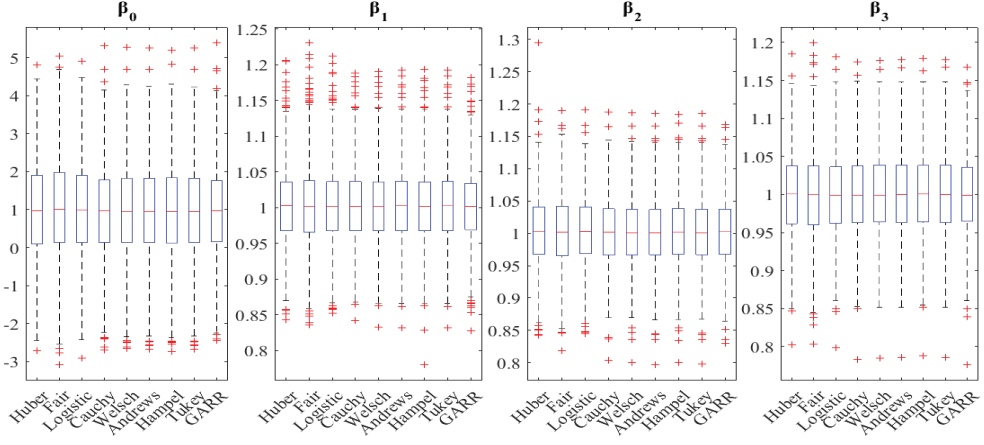 β0
β1
β2
β3
5
4
3
2
1
0
-1
-2
-3
1.25
1.2
1.15
1.1
1.05
1
0.95
0.9
0.85
0.8
1.3
1.25
1.2
1.15
1.1
1.05
1
0.95
0.9
0.85
0.8
1.2
1.15
1.1
1.05
1
0.95
0.9
0.85
0.8
Huber
Fair
Logistic
Cauchy
Welsch
Andrews
Hampel
Tukey
GARR
Huber
Fair
Logistic
Cauchy
Welsch
Andrews
Hampel
Tukey
GARR
Huber
Fair
Logistic
Cauchy
Welsch
Andrews
Hampel
Tukey
GARR
Huber
Fair
Logistic
Cauchy
Welsch
Andrews
Hampel
Tukey
GARR